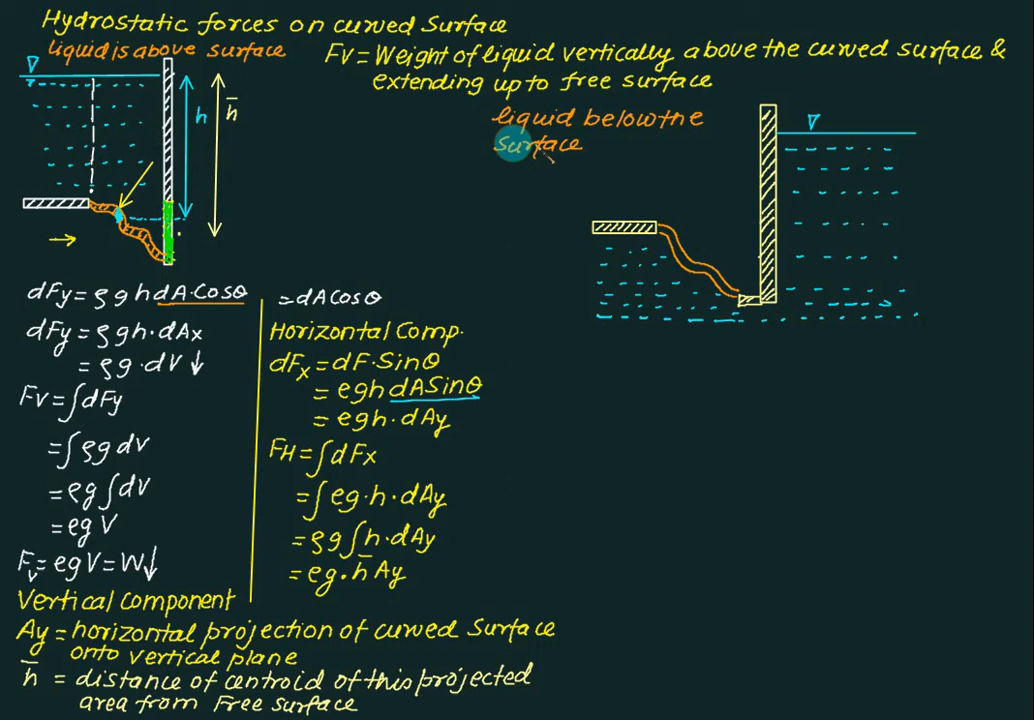 Hydrostatic forces on curved Surface
liquid is above surface
Fv = Weight of liquid vertically above the curved surface &
extending up to free surface
h
h̄
liquid below the
surface
dFy = ρg h dA·Cosθ
= dA cosθ
dFy = ρgh·dAx
= ρg·dV ↓
Fv = ∫dFy
= ∫ρg dV
= ρg ∫dV
= ρg V
Fv = ρg V = W↓
Vertical Component
Horizontal Comp.
dFx = dF·Sinθ
= ρgh dA Sinθ
= ρgh·dAy
FH = ∫dFx
= ∫ρg·h·dAy
= ρg ∫h·dAy
= ρg·h̄ Ay
Ay = horizontal projection of curved Surface
onto vertical plane
h̄ = distance of centroid of this projected
area from Free surface